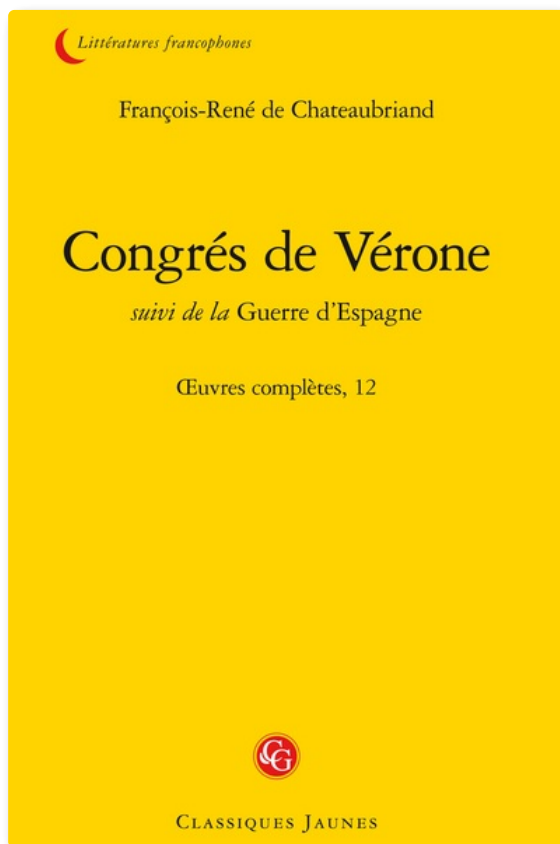 Littératures francophones
François-René de Chateaubriand
Congrés de Vérone
suivi de la Guerre d'Espagne
Œuvres complètes, 12
CG
Classiques Jaunes